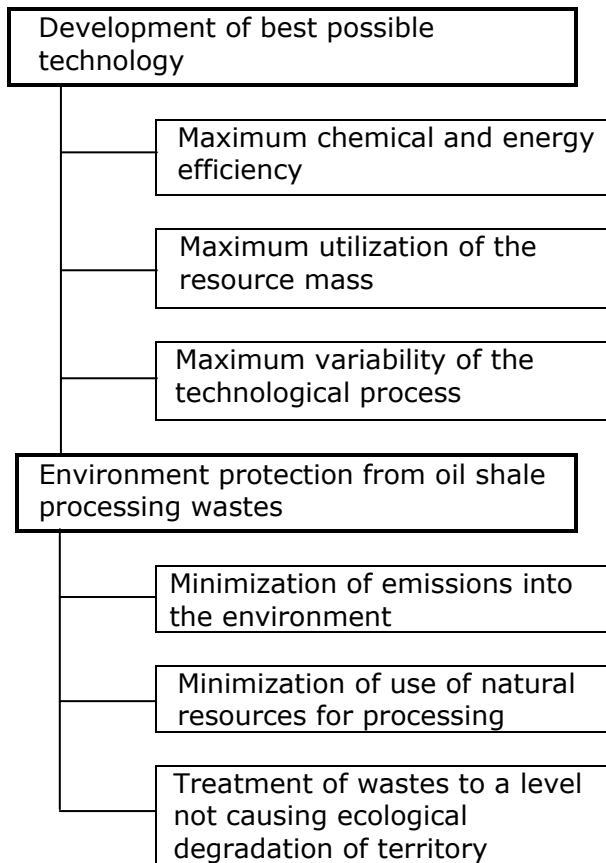 Development of best possible
technology
Maximum chemical and energy
efficiency
Maximum utilization of the
resource mass
Maximum variability of the
technological process
Environment protection from oil shale
processing wastes
Minimization of emissions into
the environment
Minimization of use of natural
resources for processing
Treatment of wastes to a level
not causing ecological
degradation of territory